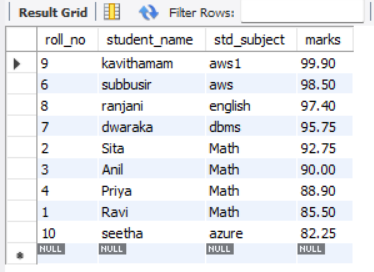 Result Grid Filter Rows:
roll_no student_name std_subject marks
9 kavithamam aws1 99.90
6 subbusir aws 98.50
8 ranjani english 97.40
7 dwaraka dbms 95.75
2 Sita Math 92.75
3 Anil Math 90.00
4 Priya Math 88.90
1 Ravi Math 85.50
10 seetha azure 82.25
NULL NULL NULL NULL